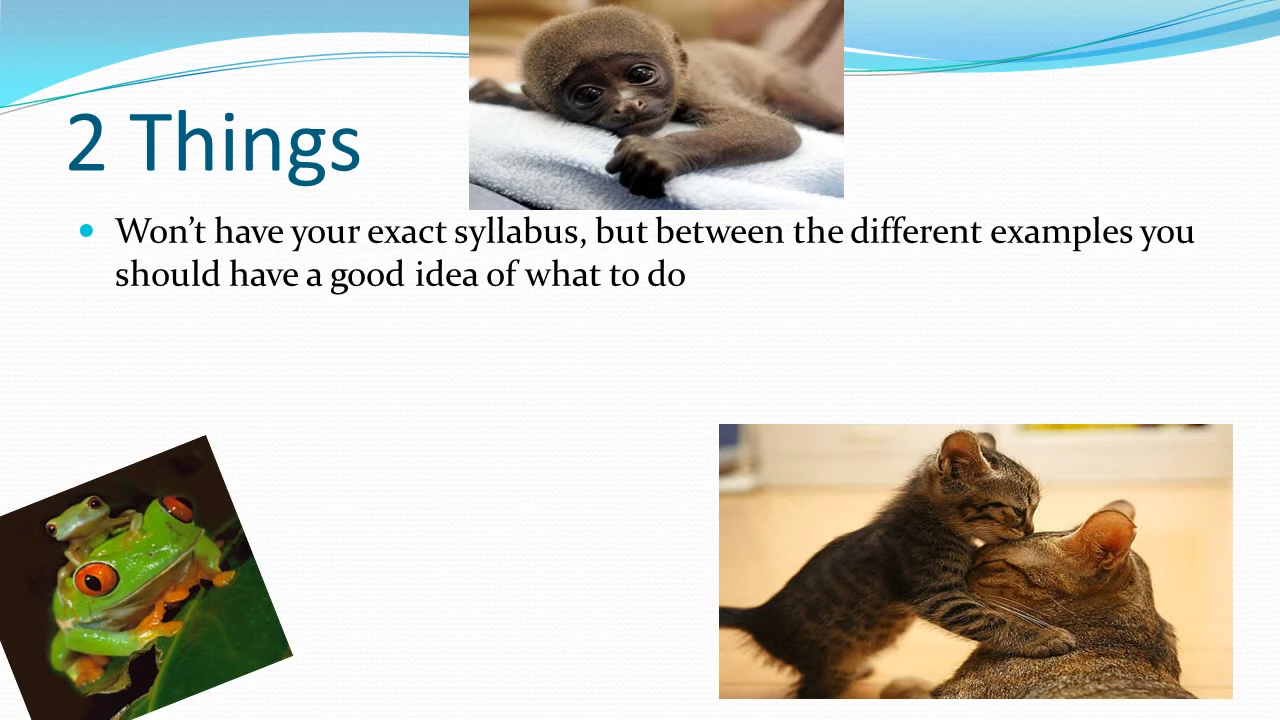 2 Things
Won’t have your exact syllabus, but between the different examples you
should have a good idea of what to do